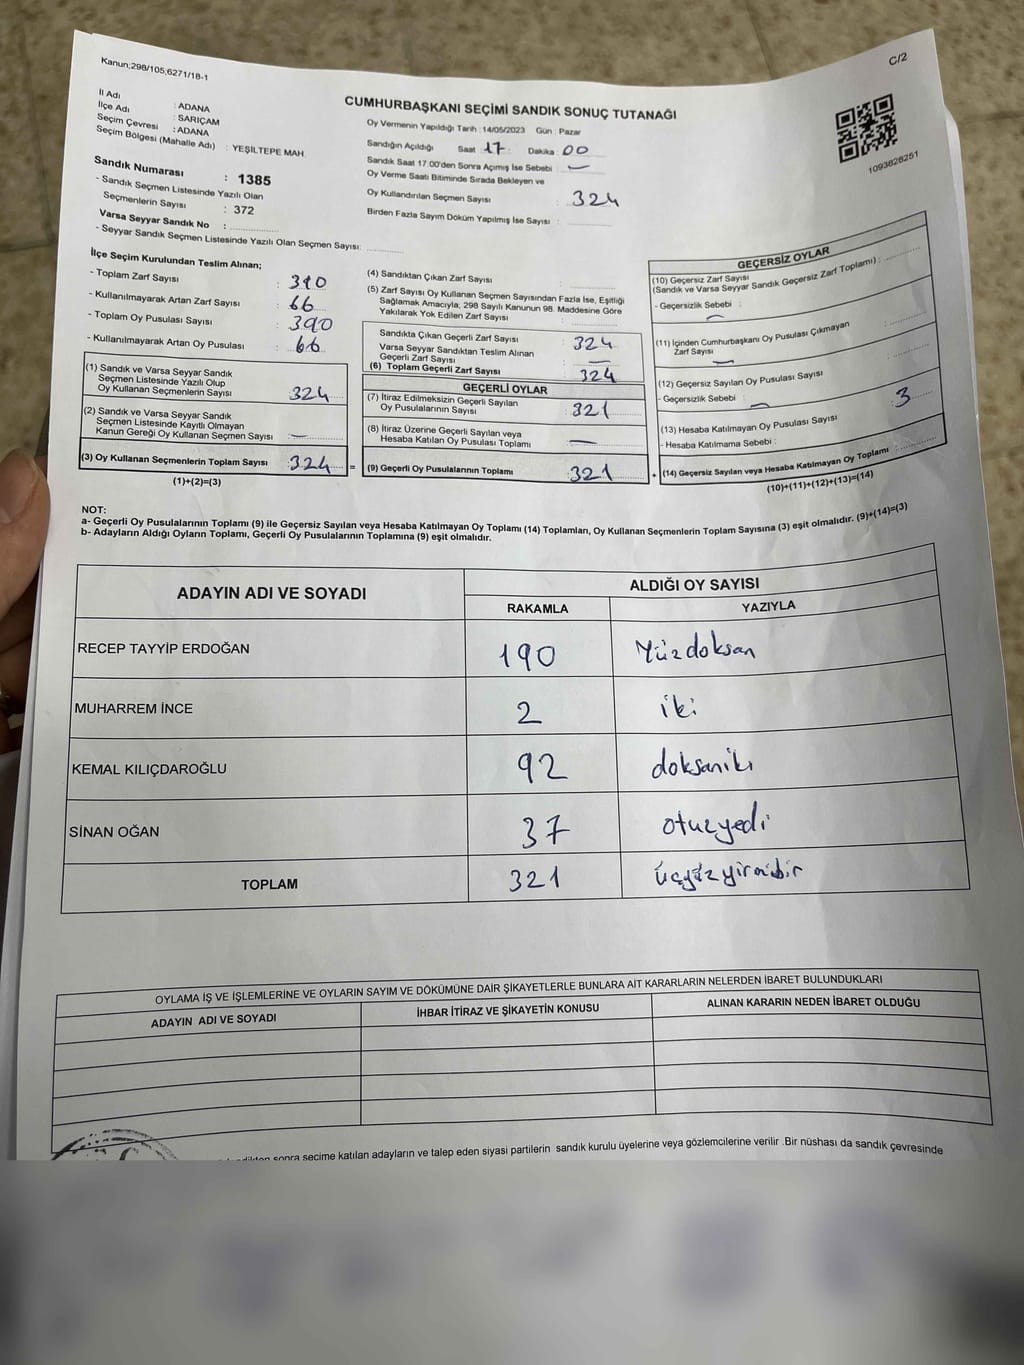 Kanun;298/105,6271/18-1
C/2
İl Adı : ADANA
İlçe Adı : SARIÇAM
Seçim Çevresi : ADANA
Seçim Bölgesi (Mahalle Adı) : YEŞİLTEPE MAH.
Sandık Numarası : 1385
- Sandık Seçmen Listesinde Yazılı Olan
Seçmenlerin Sayısı : 372
Varsa Seyyar Sandık No :
- Seyyar Sandık Seçmen Listesinde Yazılı Olan Seçmen Sayısı:
CUMHURBAŞKANI SEÇİMİ SANDIK SONUÇ TUTANAĞI
Oy Vermenin Yapıldığı Tarih : 14/05/2023 Gün : Pazar
Sandığın Açıldığı Saat 17 : Dakika 00
Sandık Saat 17.00'den Sonra Açımış İse Sebebi : —
Oy Verme Saati Bitiminde Sırada Bekleyen ve
Oy Kullandırılan Seçmen Sayısı : 324
Birden Fazla Sayım Döküm Yapılmış İse Sayısı :
1093828251
İlçe Seçim Kurulundan Teslim Alınan;
- Toplam Zarf Sayısı : 390
- Kullanılmayarak Artan Zarf Sayısı : 66
- Toplam Oy Pusulası Sayısı : 390
- Kullanılmayarak Artan Oy Pusulası : 66
(1) Sandık ve Varsa Seyyar Sandık
Seçmen Listesinde Yazılı Olup
Oy Kullanan Seçmenlerin Sayısı : 324
(2) Sandık ve Varsa Seyyar Sandık
Seçmen Listesinde Kayıtlı Olmayan
Kanun Gereği Oy Kullanan Seçmen Sayısı : —
(3) Oy Kullanan Seçmenlerin Toplam Sayısı : 324 =
(1)+(2)=(3)
(4) Sandıktan Çıkan Zarf Sayısı :
(5) Zarf Sayısı Oy Kullanan Seçmen Sayısından Fazla İse, Eşitliği
Sağlamak Amacıyla, 298 Sayılı Kanunun 98. Maddesine Göre
Yakılarak Yok Edilen Zarf Sayısı :
Sandıkta Çıkan Geçerli Zarf Sayısı : 324
Varsa Seyyar Sandıktan Teslim Alınan
Geçerli Zarf Sayısı : —
(6) Toplam Geçerli Zarf Sayısı : 324
GEÇERLİ OYLAR
(7) İtiraz Edilmeksizin Geçerli Sayılan
Oy Pusulalarının Sayısı : 321
(8) İtiraz Üzerine Geçerli Sayılan veya
Hesaba Katılan Oy Pusulası Toplamı : —
(9) Geçerli Oy Pusulalarının Toplamı : 321 +
GEÇERSİZ OYLAR
(10) Geçersiz Zarf Sayısı
(Sandık ve Varsa Seyyar Sandık Geçersiz Zarf Toplamı) :
- Geçersizlik Sebebi :
(11) İçinden Cumhurbaşkanı Oy Pusulası Çıkmayan
Zarf Sayısı : —
(12) Geçersiz Sayılan Oy Pusulası Sayısı :
- Geçersizlik Sebebi :
(13) Hesaba Katılmayan Oy Pusulası Sayısı : 3
- Hesaba Katılmama Sebebi :
(14) Geçersiz Sayılan veya Hesaba Katılmayan Oy Toplamı :
(10)+(11)+(12)+(13)=(14)
NOT:
a- Geçerli Oy Pusulalarının Toplamı (9) ile Geçersiz Sayılan veya Hesaba Katılmayan Oy Toplamı (14) Toplamları, Oy Kullanan Seçmenlerin Toplam Sayısına (3) eşit olmalıdır. (9)+(14)=(3)
b- Adayların Aldığı Oyların Toplamı, Geçerli Oy Pusulalarının Toplamına (9) eşit olmalıdır.
ADAYIN ADI VE SOYADI ALDIĞI OY SAYISI
RAKAMLA YAZIYLA
RECEP TAYYİP ERDOĞAN 190 Yüzdoksan
MUHARREM İNCE 2 iki
KEMAL KILIÇDAROĞLU 92 doksaniki
SİNAN OĞAN 37 otuzyedi
TOPLAM 321 üçyüzyirmibir
OYLAMA İŞ VE İŞLEMLERİNE VE OYLARIN SAYIM VE DÖKÜMÜNE DAİR ŞİKAYETLERLE BUNLARA AİT KARARLARIN NELERDEN İBARET BULUNDUKLARI
ADAYIN ADI VE SOYADI İHBAR İTİRAZ VE ŞİKAYETİN KONUSU ALINAN KARARIN NEDEN İBARET OLDUĞU
sonra seçime katılan adayların ve talep eden siyasi partilerin sandık kurulu üyelerine veya gözlemcilerine verilir .Bir nüshası da sandık çevresinde